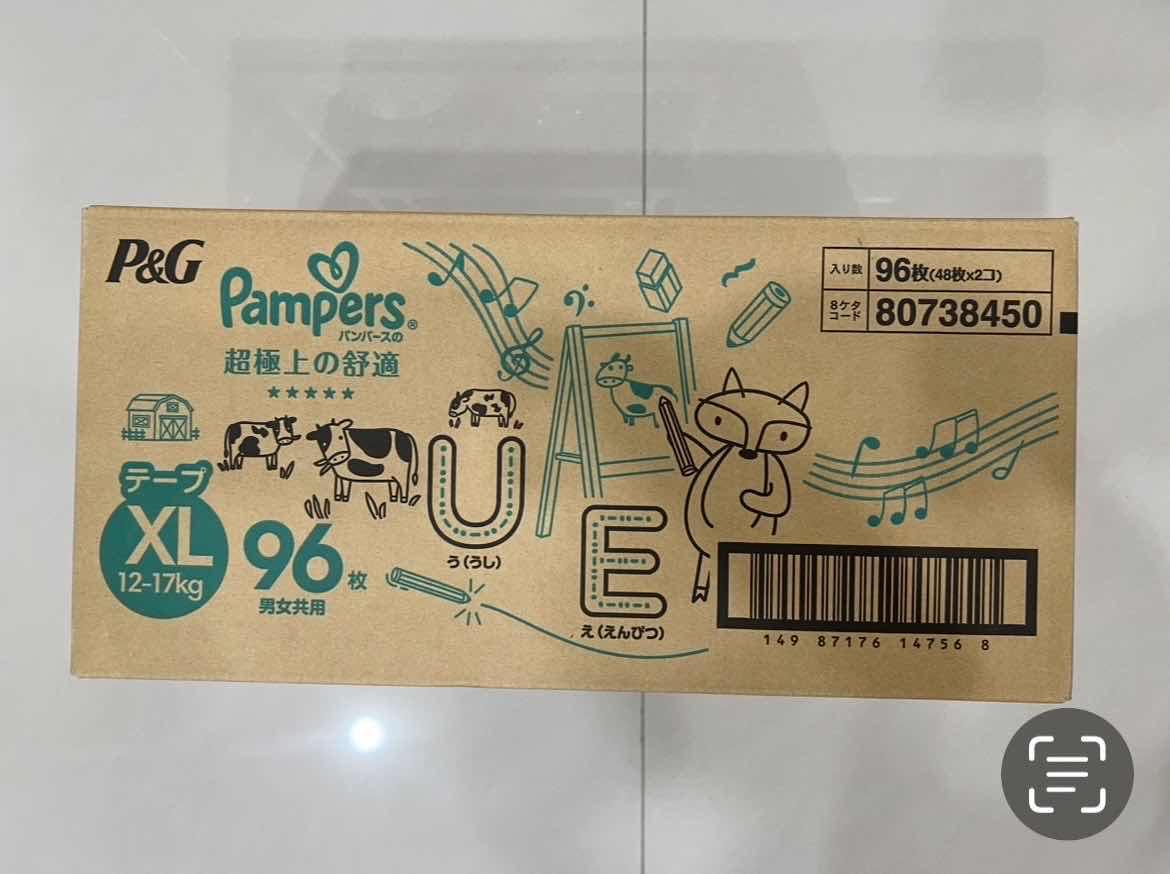 P&G
Pampers®
パンパースの
超極上の舒適
★★★★★
入り数 96枚(48枚x2コ)
8ケタコード 80738450
テープ
XL
12-17kg
96枚
男女共用
U
う(うし)
E
え(えんぴつ)
149 87176 14756 8